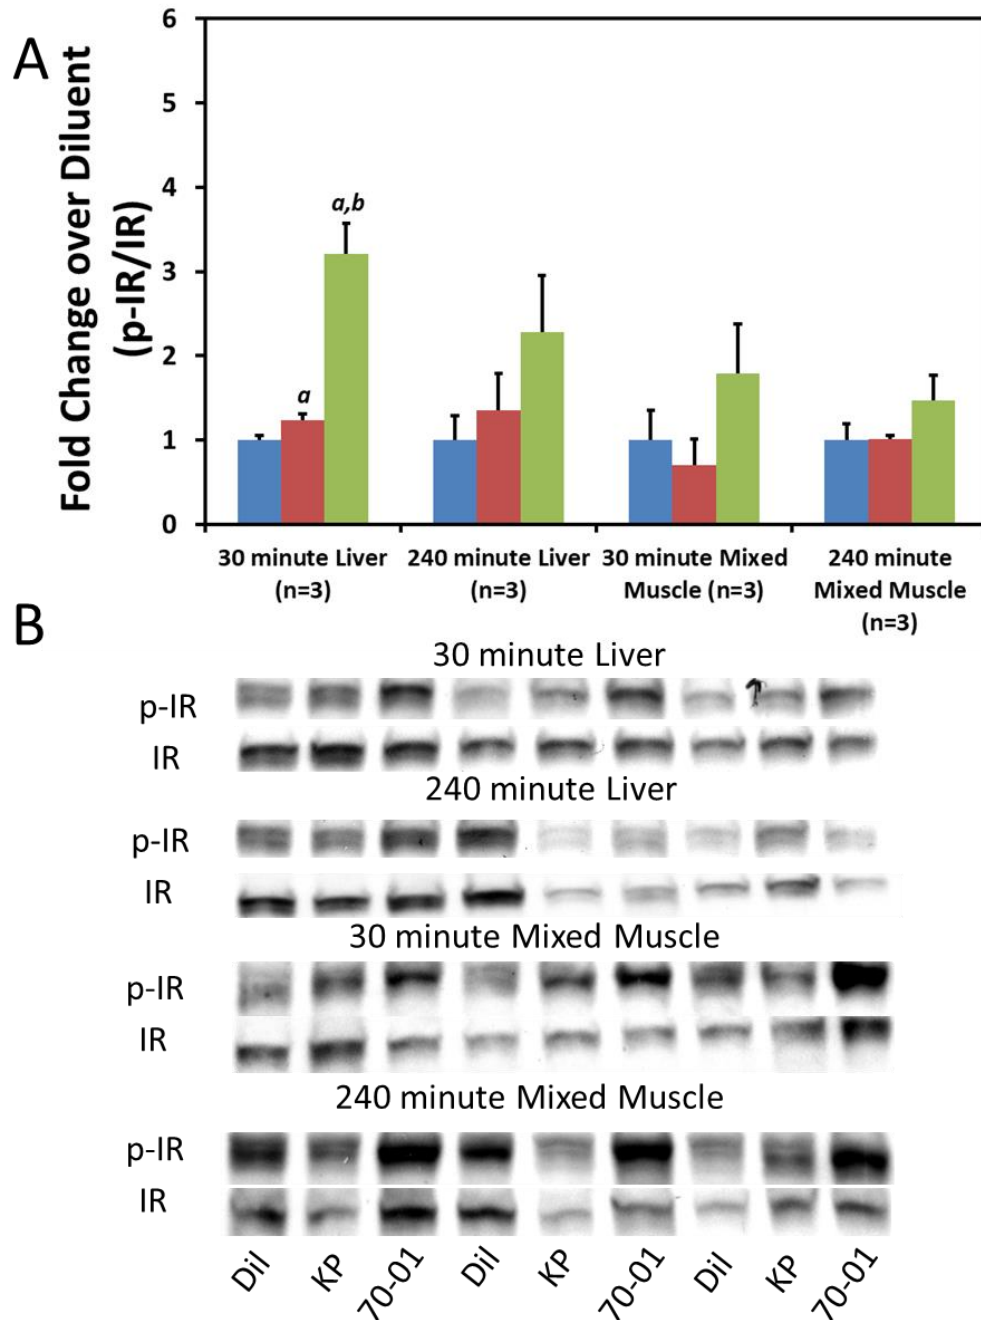 A
Fold Change over Diluent
(p-IR/IR)
6
5
4
3
2
1
0
a
a,b
30 minute Liver
(n=3)
240 minute Liver
(n=3)
30 minute Mixed
Muscle (n=3)
240 minute
Mixed Muscle
(n=3)
B
30 minute Liver
p-IR
IR
240 minute Liver
p-IR
IR
30 minute Mixed Muscle
p-IR
IR
240 minute Mixed Muscle
p-IR
IR
Dil KP 70-01 Dil KP 70-01 Dil KP 70-01